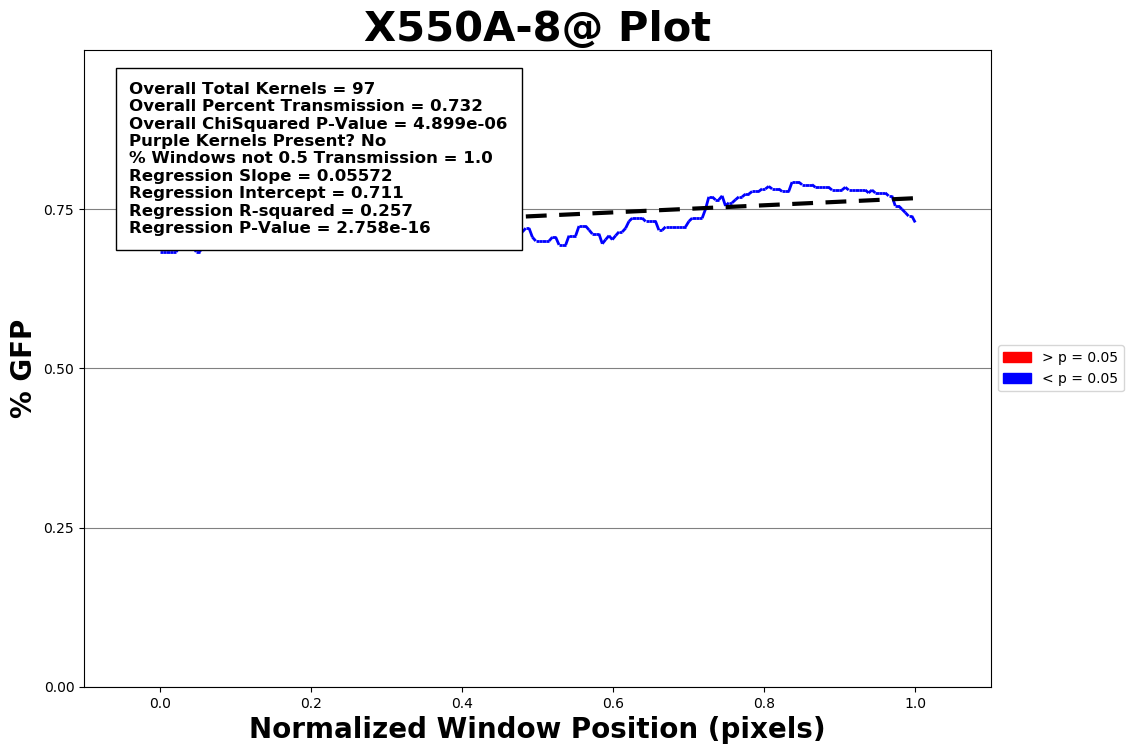 X550A-8@ Plot
Overall Total Kernels = 97
Overall Percent Transmission = 0.732
Overall ChiSquared P-Value = 4.899e-06
Purple Kernels Present? No
% Windows not 0.5 Transmission = 1.0
Regression Slope = 0.05572
Regression Intercept = 0.711
Regression R-squared = 0.257
Regression P-Value = 2.758e-16
% GFP
0.75
0.50
0.25
0.00
0.0 0.2 0.4 0.6 0.8 1.0
Normalized Window Position (pixels)
> p = 0.05
< p = 0.05